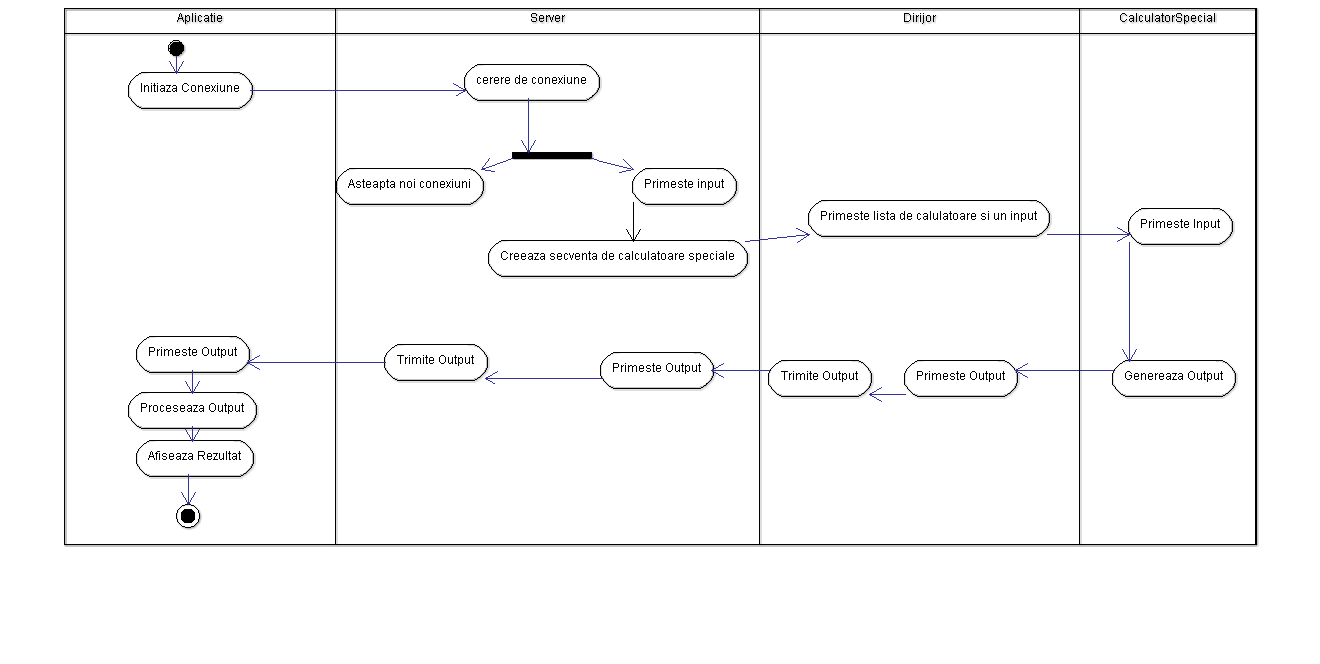 Aplicatie
Server
Dirijor
CalculatorSpecial
Initiaza Conexiune
cerere de conexiune
Asteapta noi conexiuni
Primeste input
Creeaza secventa de calculatoare speciale
Primeste lista de calulatoare si un input
Primeste Input
Genereaza Output
Primeste Output
Trimite Output
Primeste Output
Trimite Output
Primeste Output
Proceseaza Output
Afiseaza Rezultat